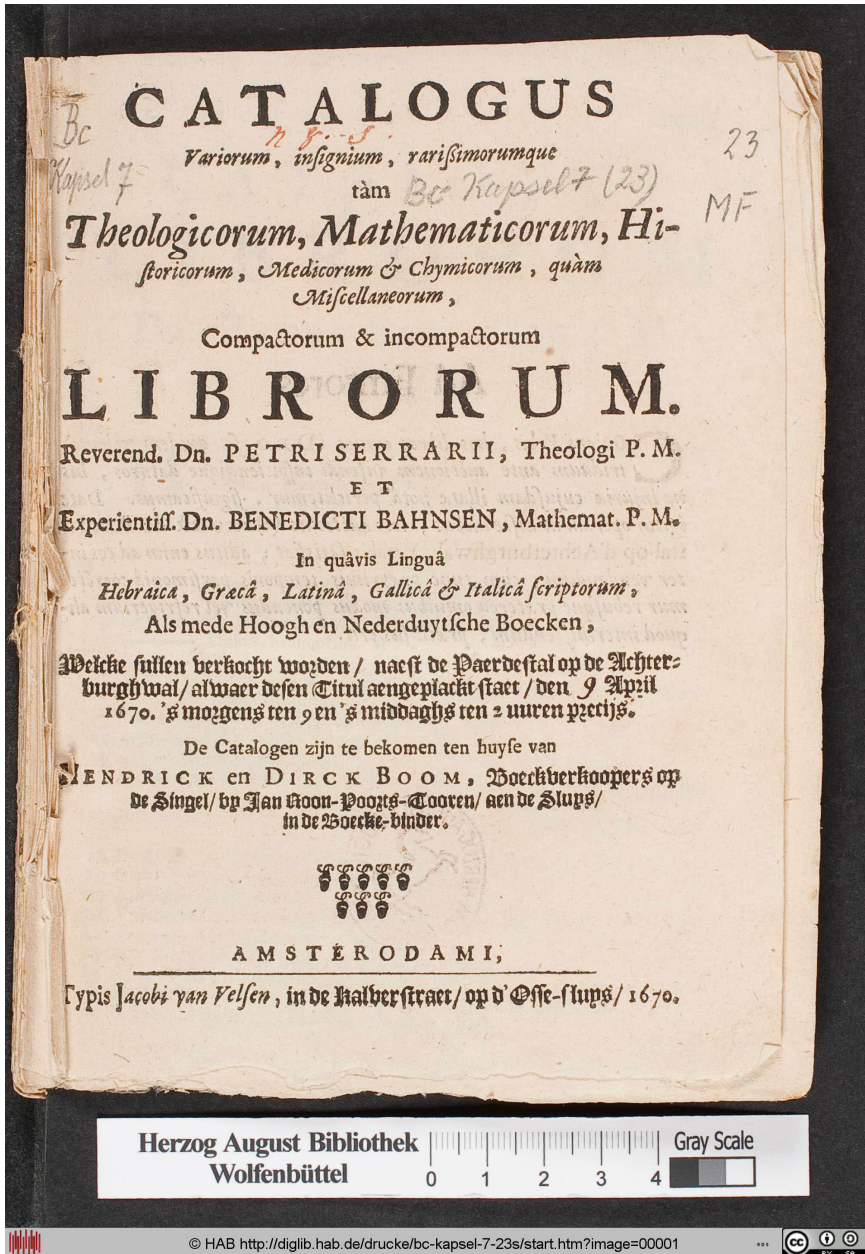 CATALOGUS
Bc
Kapsel 7
Variorum, inſignium, rariſsimorumque
23
tàm
Bc Kapsel 7 (23)
MF
Theologicorum, Mathematicorum, Hi-
ſtoricorum, Medicorum & Chymicorum, quàm
Miſcellaneorum,
Compactorum & incompactorum
LIBRORUM.
Reverend. Dn. PETRI SERRARII, Theologi P. M.
ET
Experientiſſ. Dn. BENEDICTI BAHNSEN, Mathemat. P. M.
In quâvis Linguâ
Hebraica, Græcâ, Latinâ, Gallicâ & Italicâ ſcriptorum,
Als mede Hoogh en Nederduytſche Boecken,
Welcke sullen verkocht worden / naest de Paerdestal op de Achter-
burghwal / alwaer desen Titul aengeplackt staet / den 9 April
1670. 's morgens ten 9 en 's middaghs ten 2 uuren precijs.
De Catalogen zijn te bekomen ten huyſe van
HENDRICK en DIRCK BOOM, Boeckverkoopers op
de Singel / by Jan Roon-Poorts-Tooren / aen de Sluys /
in de Boecke-binder.
AMSTERODAMI,
Typis Jacobi van Velſen, in de Kalverstraet / op d'Osse-sluys / 1670.
Herzog August Bibliothek
Wolfenbüttel
0 1 2 3 4
Gray Scale
© HAB http://diglib.hab.de/drucke/bc-kapsel-7-23s/start.htm?image=00001
cc